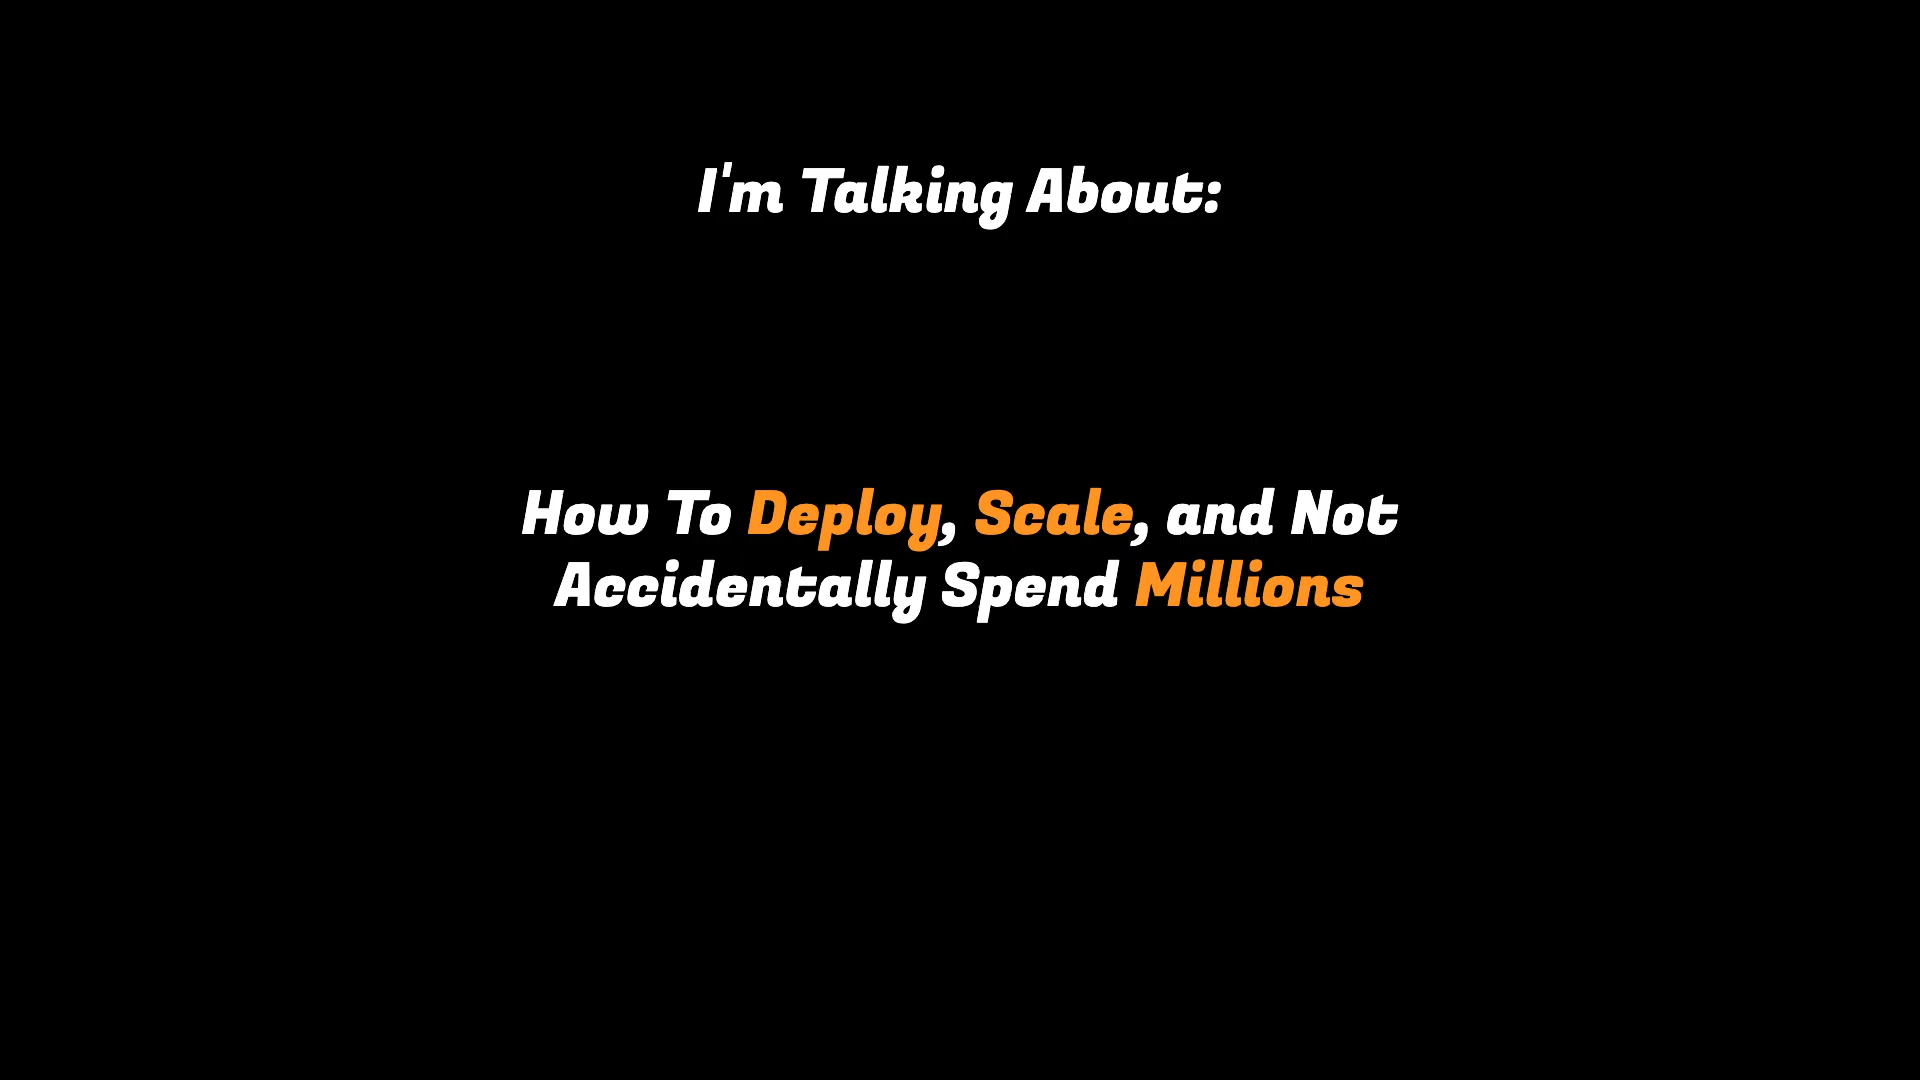 I'm Talking About:
How To Deploy, Scale, and Not
Accidentally Spend Millions